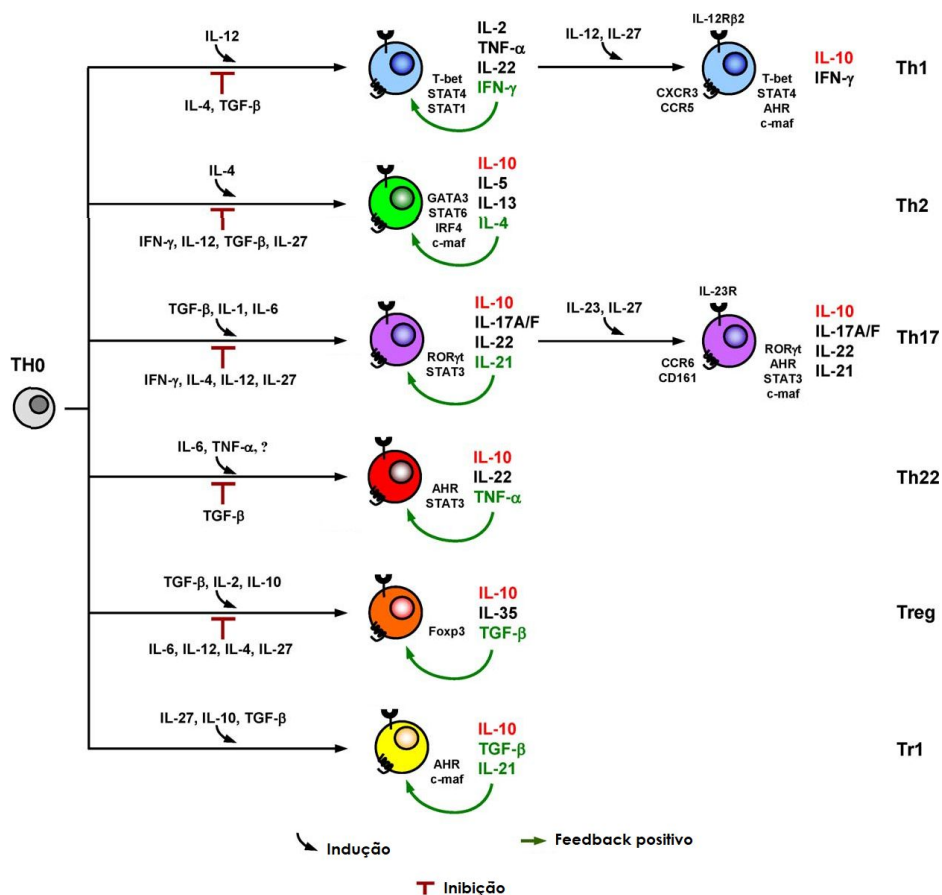 IL-12
IL-4, TGF-β
T-bet
STAT4
STAT1
IL-2
TNF-α
IL-22
IFN-γ
IL-12, IL-27
IL-12Rβ2
CXCR3
CCR5
T-bet
STAT4
AHR
c-maf
IL-10
IFN-γ
Th1
IL-4
IFN-γ, IL-12, TGF-β, IL-27
GATA3
STAT6
IRF4
c-maf
IL-10
IL-5
IL-13
IL-4
Th2
TGF-β, IL-1, IL-6
IFN-γ, IL-4, IL-12, IL-27
RORγt
STAT3
IL-10
IL-17A/F
IL-22
IL-21
IL-23, IL-27
IL-23R
CCR6
CD161
RORγt
AHR
STAT3
c-maf
IL-10
IL-17A/F
IL-22
IL-21
Th17
TH0
IL-6, TNF-α, ?
TGF-β
AHR
STAT3
IL-10
IL-22
TNF-α
Th22
TGF-β, IL-2, IL-10
IL-6, IL-12, IL-4, IL-27
Foxp3
IL-10
IL-35
TGF-β
Treg
IL-27, IL-10, TGF-β
AHR
c-maf
IL-10
TGF-β
IL-21
Tr1
Indução
Feedback positivo
Inibição